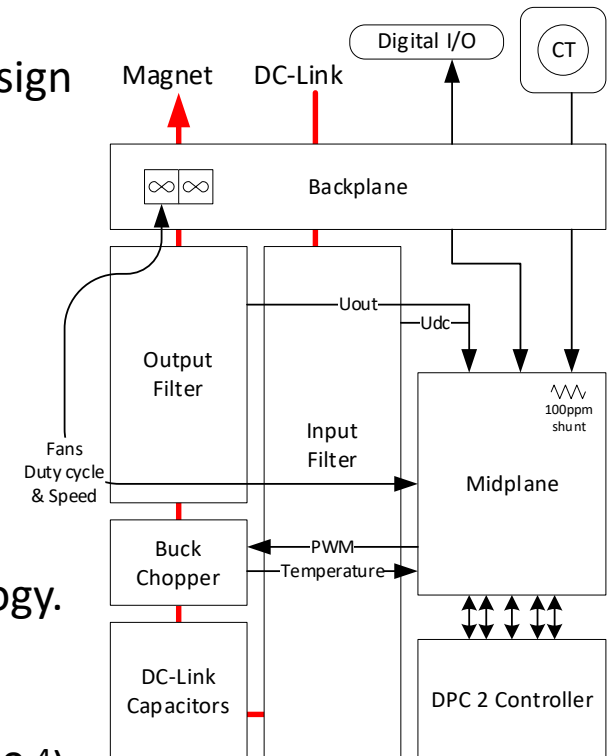 sign
Magnet
DC-Link
Digital I/O
CT
Backplane
Uout
Udc
Output
Filter
Input
Filter
100ppm
shunt
Midplane
Fans
Duty cycle
& Speed
Buck
Chopper
PWM
Temperature
ogy.
DC-Link
Capacitors
DPC 2 Controller